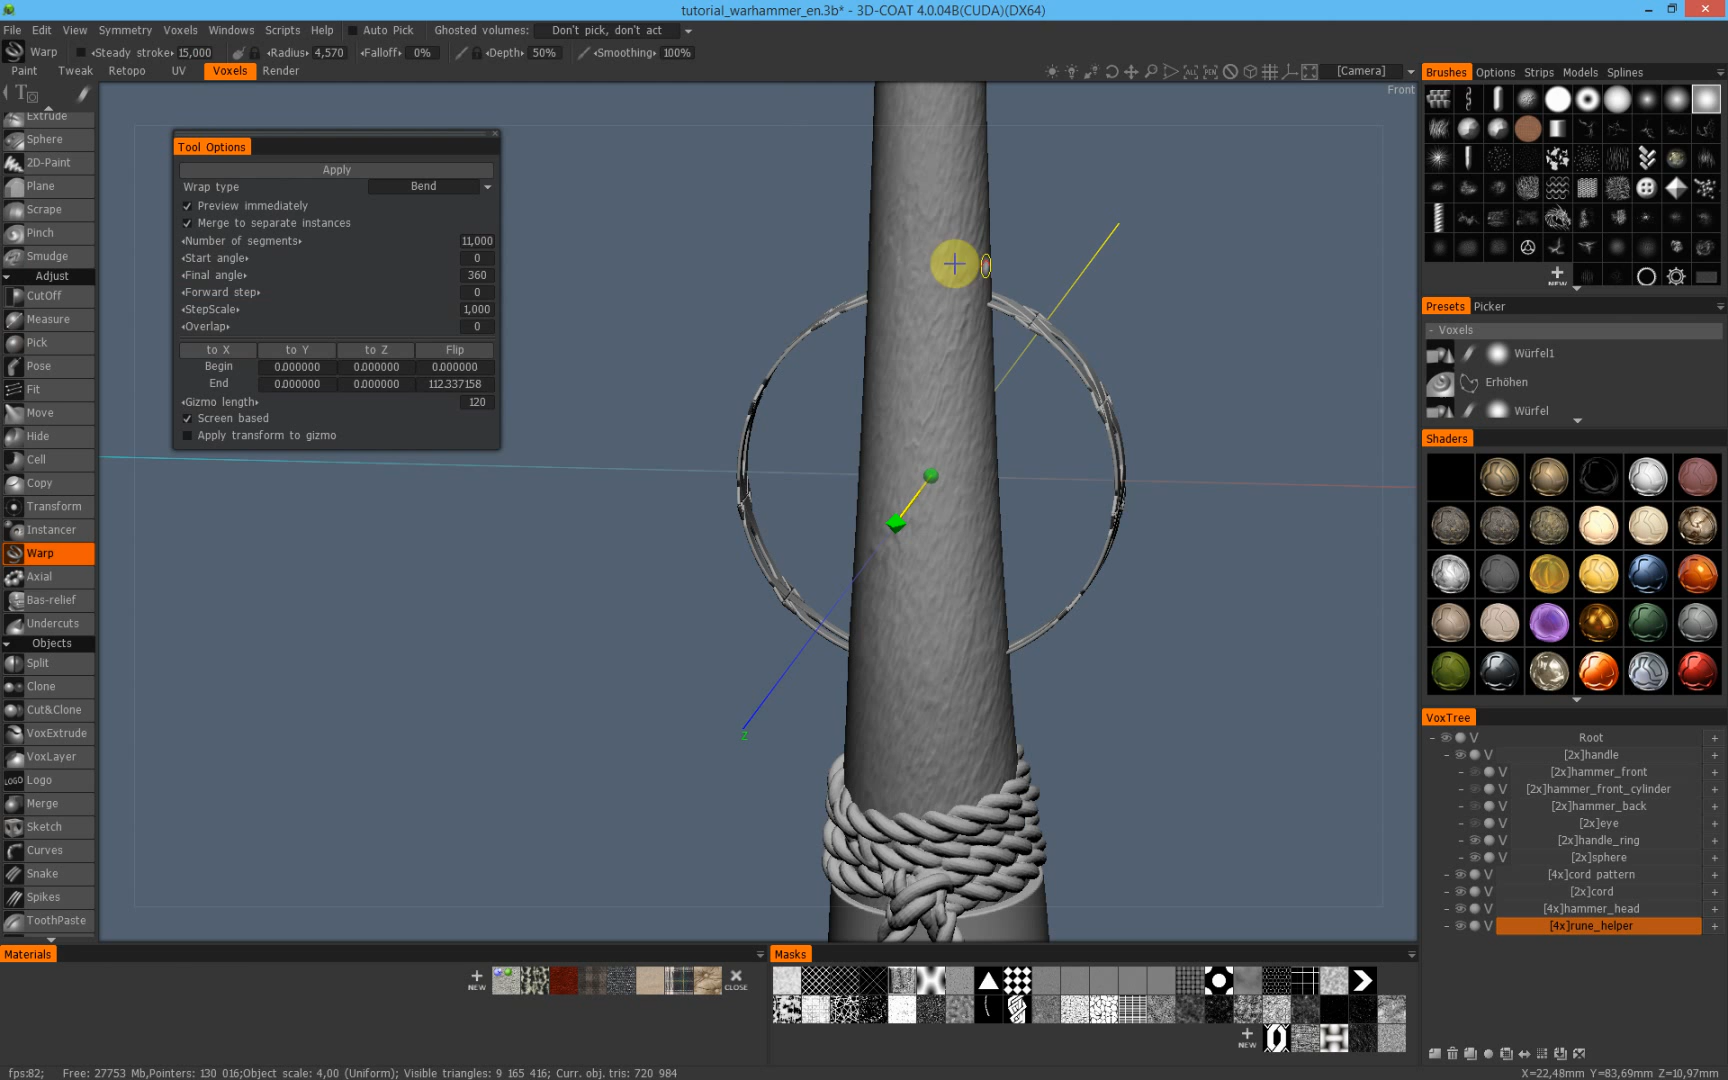 tutorial_warhammer_en.3b* - 3D-COAT 4.0.04B(CUDA)(DX64)
File Edit View Symmetry Voxels Windows Scripts Help Auto Pick Ghosted volumes: Don't pick, don't act
Warp Steady stroke 15,000 Radius 4,570 Falloff 0% Depth 50% Smoothing 100%
Paint Tweak Retopo UV Voxels Render
[Camera]
Front
Extrude
Sphere
2D-Paint
Plane
Scrape
Pinch
Smudge
Adjust
CutOff
Measure
Pick
Pose
Fit
Move
Hide
Cell
Copy
Transform
Instancer
Warp
Axial
Bas-relief
Undercuts
Objects
Split
Clone
Cut&Clone
VoxExtrude
VoxLayer
LOGO Logo
Merge
Sketch
Curves
Snake
Spikes
ToothPaste
Tool Options
Apply
Wrap type Bend
Preview immediately
Merge to separate instances
Number of segments 11,000
Start angle 0
Final angle 360
Forward step 0
StepScale 1,000
Overlap 0
to X to Y to Z Flip
Begin 0.000000 0.000000 0.000000
End 0.000000 0.000000 112.337158
Gizmo length 120
Screen based
Apply transform to gizmo
z
Brushes Options Strips Models Splines
NEW
Presets Picker
- Voxels
Würfel1
Erhöhen
Würfel
Shaders
VoxTree
V Root +
V [2x]handle +
V [2x]hammer_front +
V [2x]hammer_front_cylinder +
V [2x]hammer_back +
V [2x]eye +
V [2x]handle_ring +
V [2x]sphere +
V [4x]cord pattern +
V [2x]cord +
V [4x]hammer_head +
V [4x]rune_helper +
Materials
NEW
CLOSE
Masks
NEW
fps:82; Free: 27753 Mb,Pointers: 130 016;Object scale: 4,00 (Uniform); Visible triangles: 9 165 416; Curr. obj. tris: 720 984
X=22,48mm Y=83,69mm Z=10,97mm